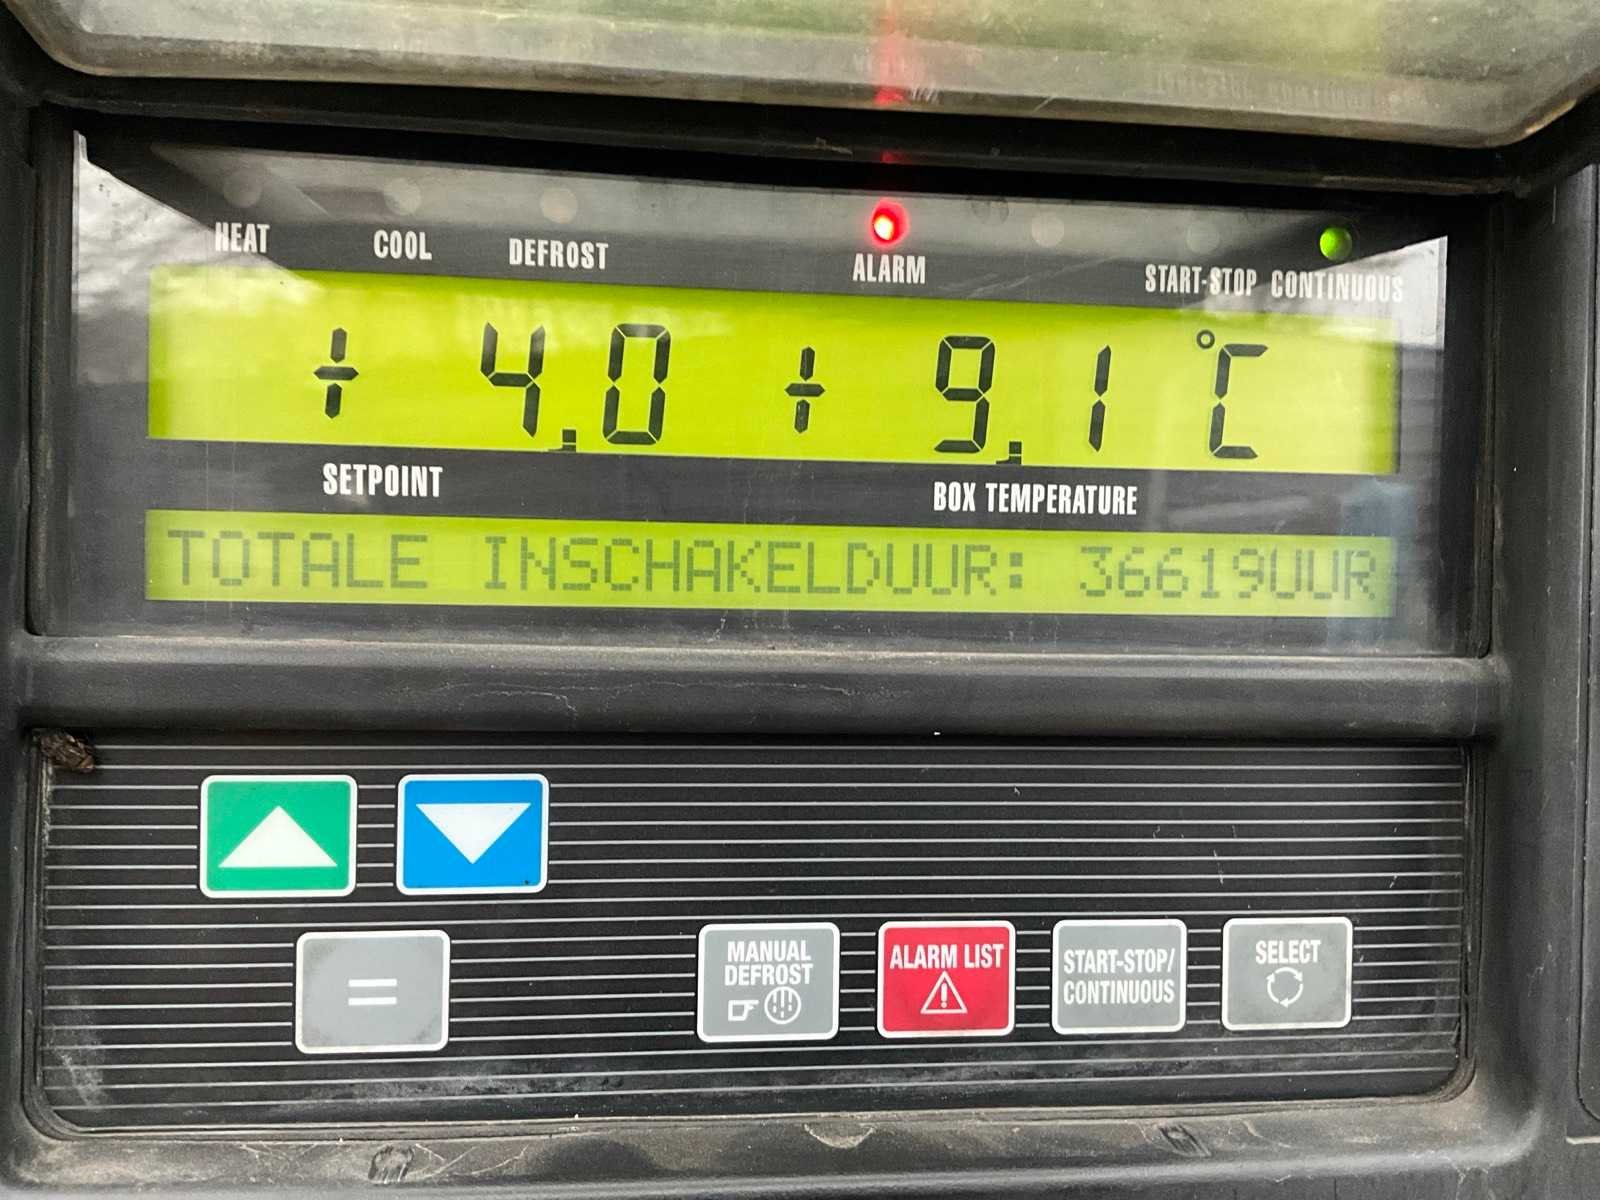 HEAT COOL DEFROST ALARM START-STOP CONTINUOUS
+ 4.0 + 9.1 °C
SETPOINT BOX TEMPERATURE
TOTALE INSCHAKELDUUR: 36619UUR
=
MANUAL
DEFROST
ALARM LIST
START-STOP/
CONTINUOUS
SELECT